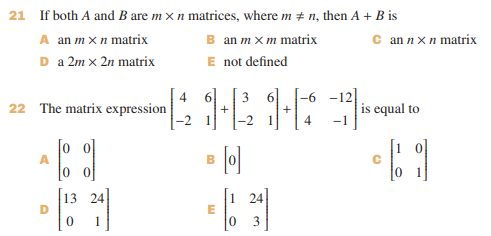 21 If both A and B are m × n matrices, where m ≠ n, then A + B is
A an m × n matrix B an m × m matrix C an n × n matrix
D a 2m × 2n matrix E not defined
22 The matrix expression [4 6; −2 1] + [3 6; −2 1] + [−6 −12; 4 −1] is equal to
A [0 0; 0 0] B [0] C [1 0; 0 1]
D [13 24; 0 1] E [1 24; 0 3]